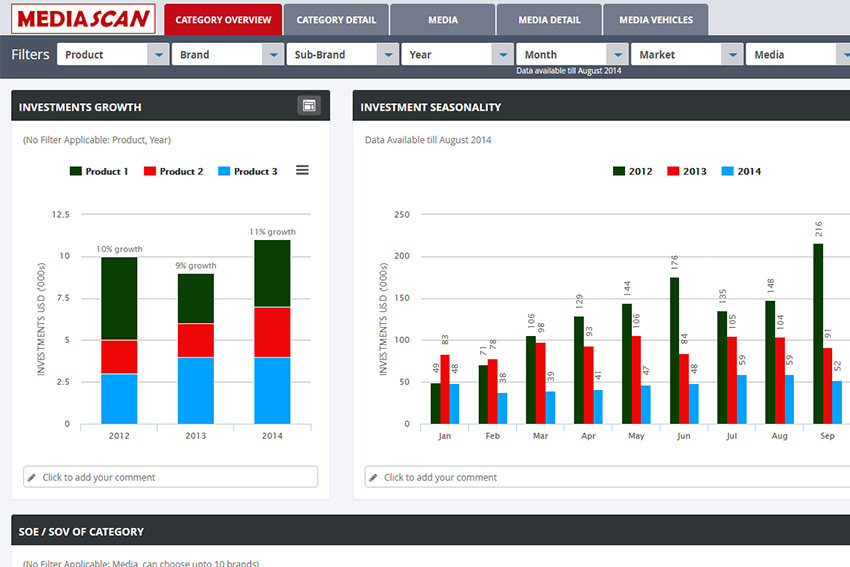 MEDIASCAN
CATEGORY OVERVIEW
CATEGORY DETAIL
MEDIA
MEDIA DETAIL
MEDIA VEHICLES
Filters
Product
Brand
Sub-Brand
Year
Month
Market
Media
Data available till August 2014
INVESTMENTS GROWTH
(No Filter Applicable: Product, Year)
Product 1
Product 2
Product 3
INVESTMENTS USD ('000s)
12.5
10
7.5
5
2.5
0
10% growth
9% growth
11% growth
2012
2013
2014
Click to add your comment
INVESTMENT SEASONALITY
Data Available till August 2014
2012
2013
2014
INVESTMENTS USD ('000s)
250
200
150
100
50
0
49
83
48
71
78
38
106
98
39
129
93
41
144
106
47
176
84
48
135
105
59
148
104
59
216
91
52
Jan
Feb
Mar
Apr
May
Jun
Jul
Aug
Sep
Click to add your comment
SOE / SOV OF CATEGORY
(No Filter Applicable: Media, can choose upto 10 brands)